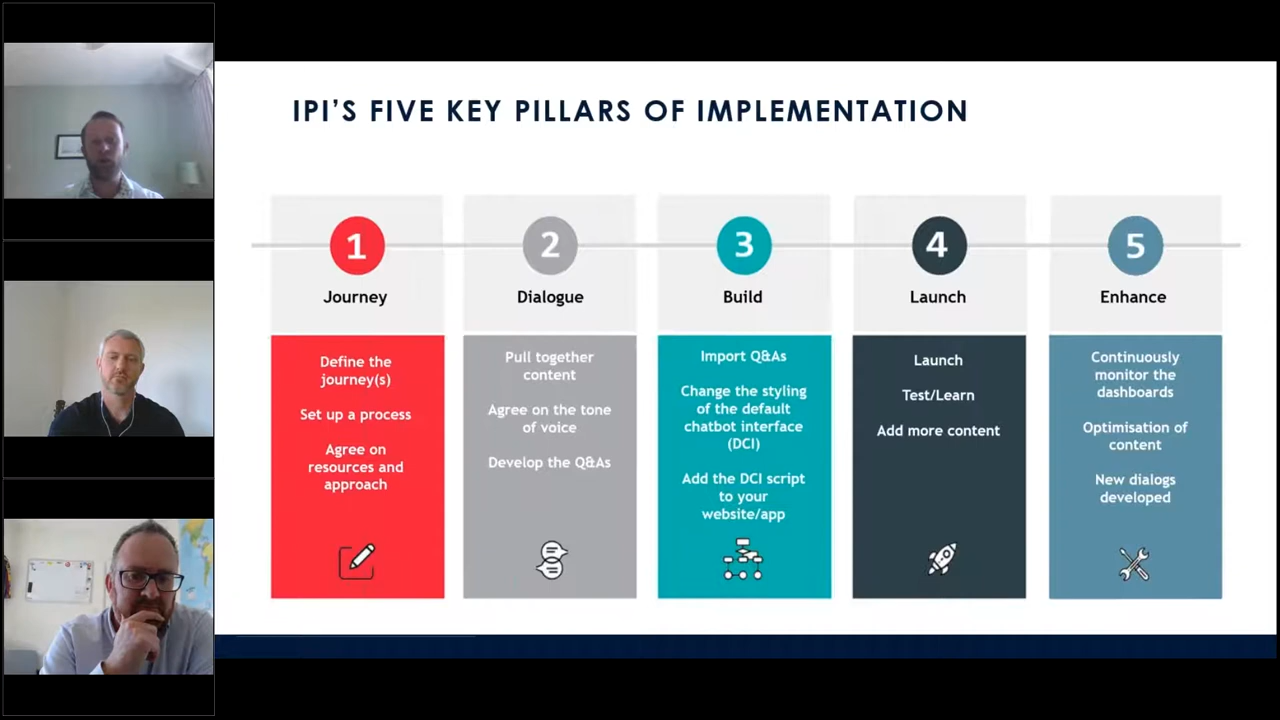 IPI'S FIVE KEY PILLARS OF IMPLEMENTATION
1
Journey
Define the
journey(s)
Set up a process
Agree on
resources and
approach
2
Dialogue
Pull together
content
Agree on the tone
of voice
Develop the Q&As
3
Build
Import Q&As
Change the styling
of the default
chatbot interface
(DCI)
Add the DCI script
to your
website/app
4
Launch
Launch
Test/Learn
Add more content
5
Enhance
Continuously
monitor the
dashboards
Optimisation of
content
New dialogs
developed